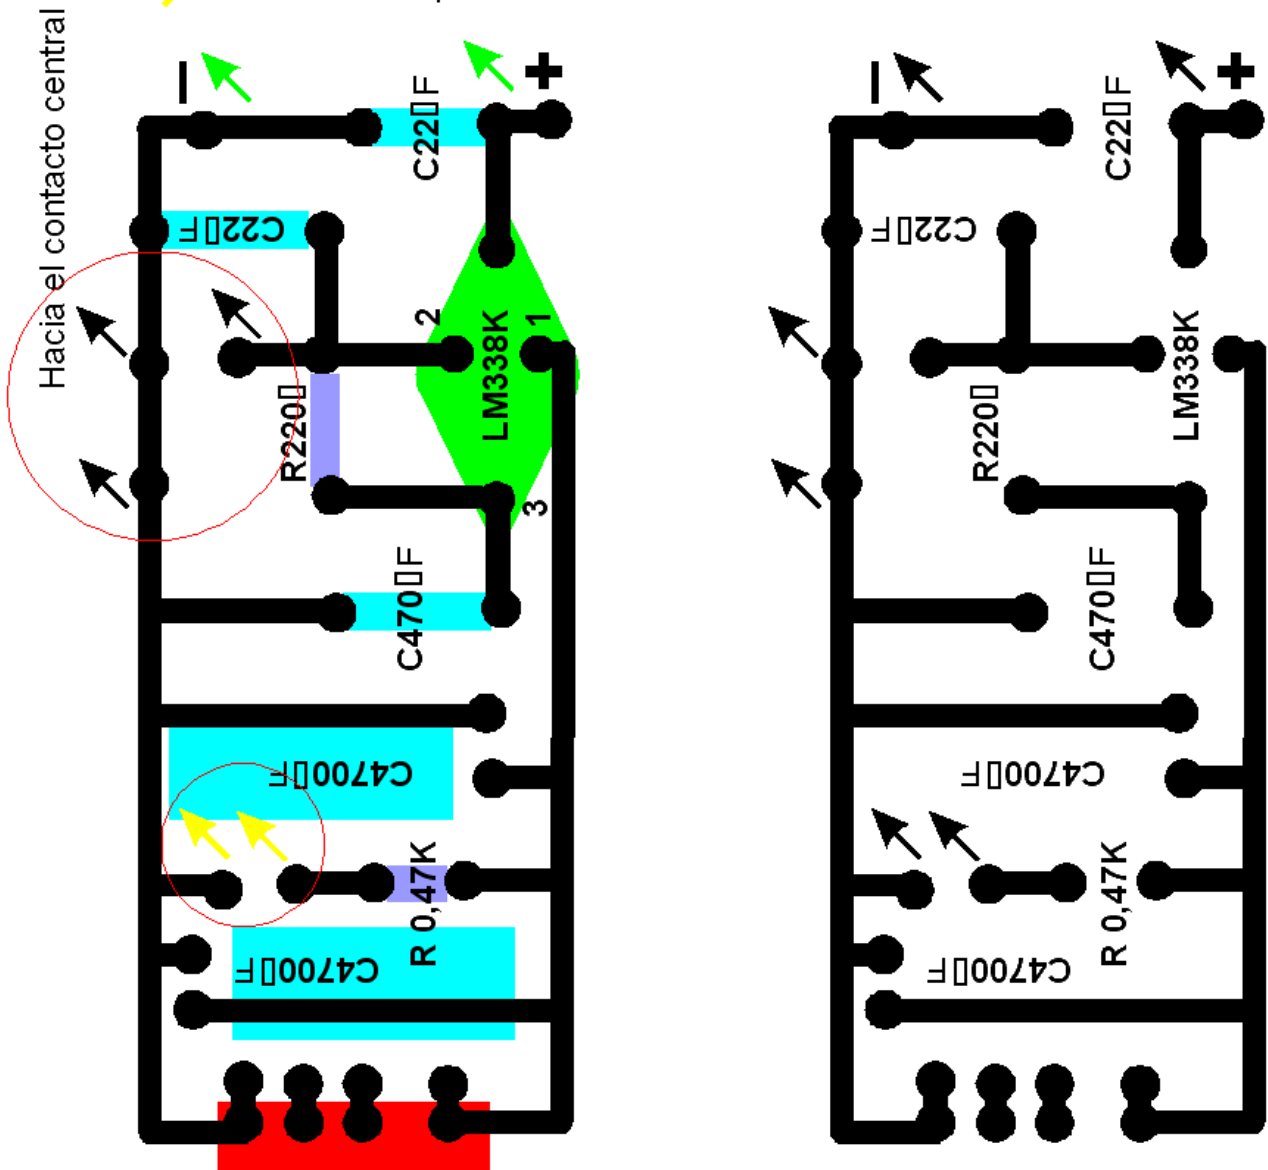 Hacia el contacto central
− +
C22▯F
C22▯F
2 1
LM338K
R220▯
3
C470▯F
C4700▯F
R 0,47K
C4700▯F
− +
C22▯F
C22▯F
LM338K
R220▯
C470▯F
C4700▯F
R 0,47K
C4700▯F